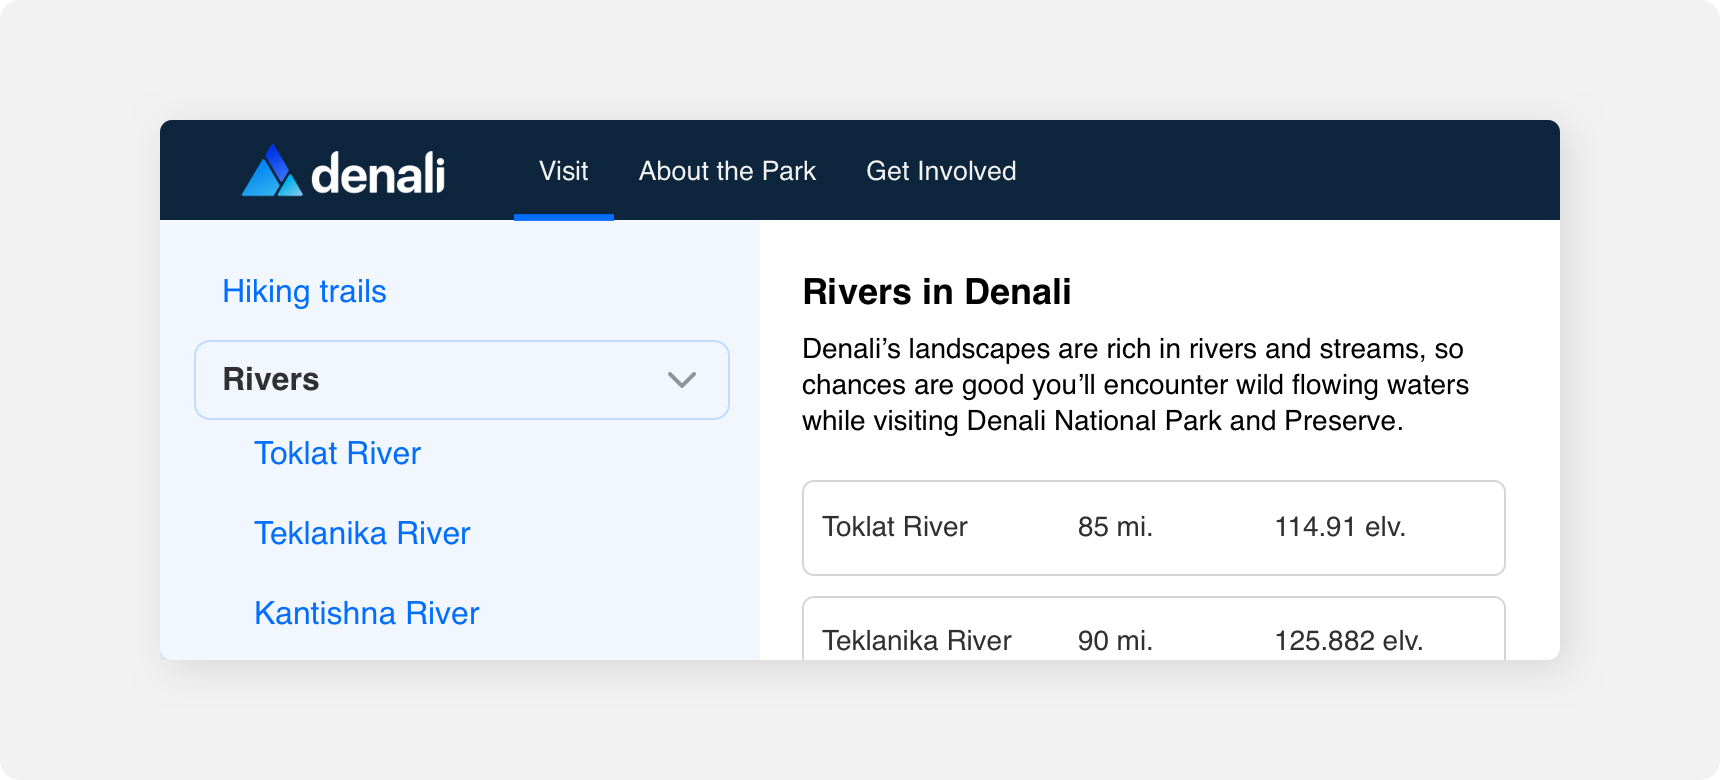 denali
Visit
About the Park
Get Involved
Hiking trails
Rivers
Toklat River
Teklanika River
Kantishna River
Rivers in Denali
Denali’s landscapes are rich in rivers and streams, so
chances are good you’ll encounter wild flowing waters
while visiting Denali National Park and Preserve.
Toklat River 85 mi. 114.91 elv.
Teklanika River 90 mi. 125.882 elv.